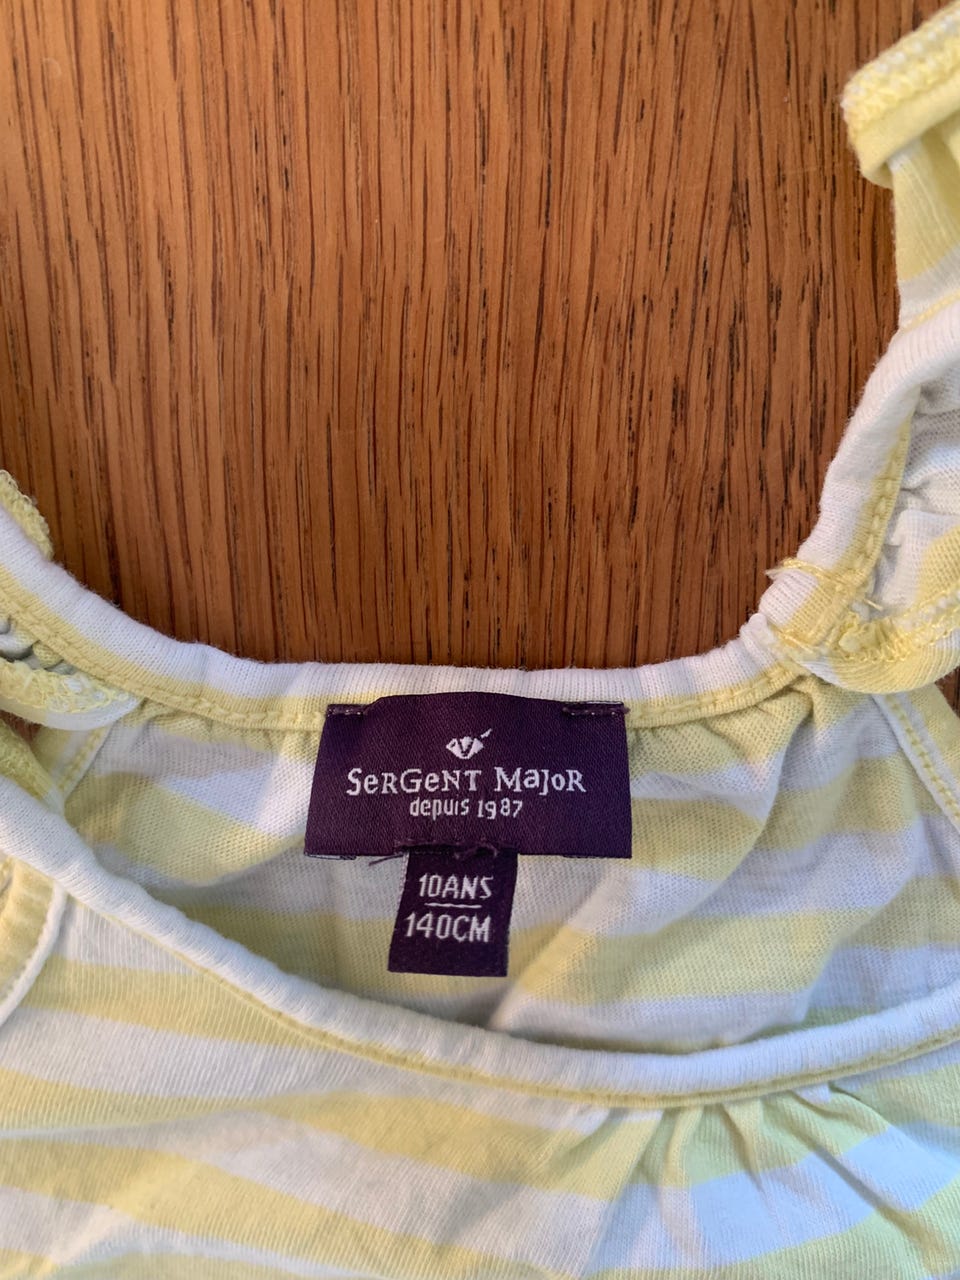 SerGeNT MajoR
depuis 1987
10ANS
140CM